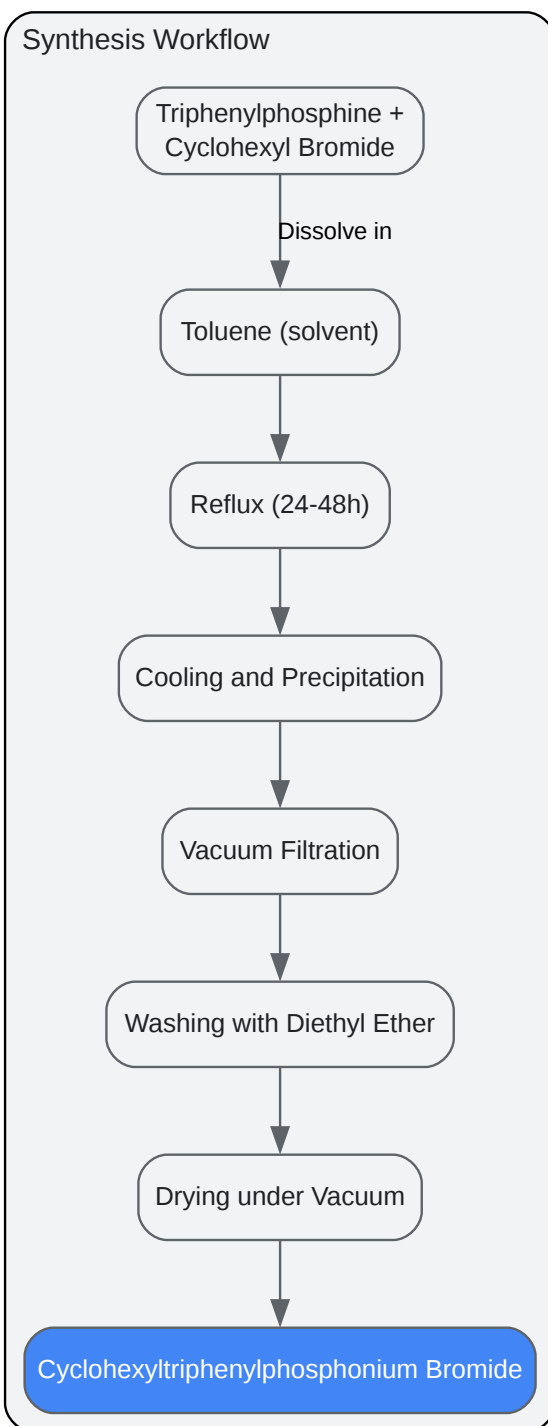 Synthesis Workflow
Triphenylphosphine +
Cyclohexyl Bromide
Dissolve in
Toluene (solvent)
Reflux (24-48h)
Cooling and Precipitation
Vacuum Filtration
Washing with Diethyl Ether
Drying under Vacuum
Cyclohexyltriphenylphosphonium Bromide